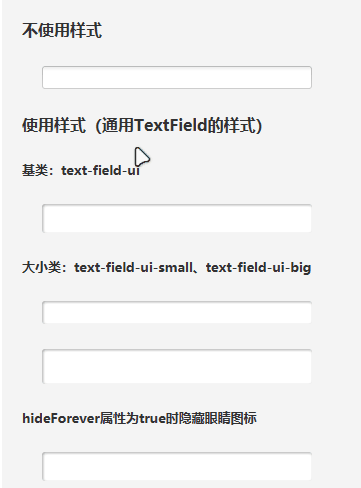 不使用样式
使用样式（通用TextField的样式）
基类：text-field-ui
大小类：text-field-ui-small、text-field-ui-big
hideForever属性为true时隐藏眼睛图标